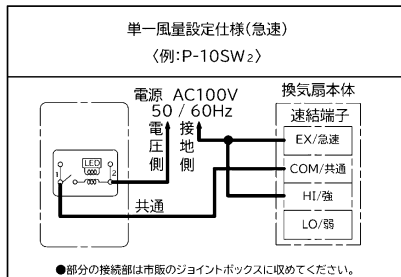 単一風量設定仕様(急速)
〈例:P-10SW₂〉
電源 AC100V
50 / 60Hz
電圧側
接地側
換気扇本体
速結端子
EX/急速
COM/共通
HI/強
LO/弱
LED
1
2
共通
●部分の接続部は市販のジョイントボックスに収めてください。